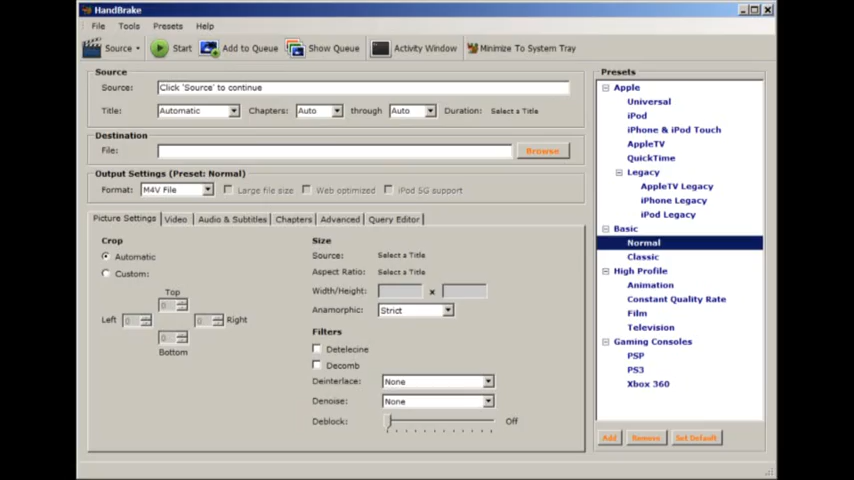 HandBrake
File Tools Presets Help
Source Start Add to Queue Show Queue Activity Window Minimize To System Tray
Source
Source: Click 'Source' to continue
Title: Automatic Chapters: Auto through Auto Duration: Select a Title
Destination
File: Browse
Output Settings (Preset: Normal)
Format: M4V File Large file size Web optimized iPod 5G support
Picture Settings Video Audio & Subtitles Chapters Advanced Query Editor
Crop
Automatic
Custom:
Top
0
Left 0 0 Right
0
Bottom
Size
Source: Select a Title
Aspect Ratio: Select a Title
Width/Height: x
Anamorphic: Strict
Filters
Detelecine
Decomb
Deinterlace: None
Denoise: None
Deblock: Off
Presets
Apple
Universal
iPod
iPhone & iPod Touch
AppleTV
QuickTime
Legacy
AppleTV Legacy
iPhone Legacy
iPod Legacy
Basic
Normal
Classic
High Profile
Animation
Constant Quality Rate
Film
Television
Gaming Consoles
PSP
PS3
Xbox 360
Add Remove Set Default